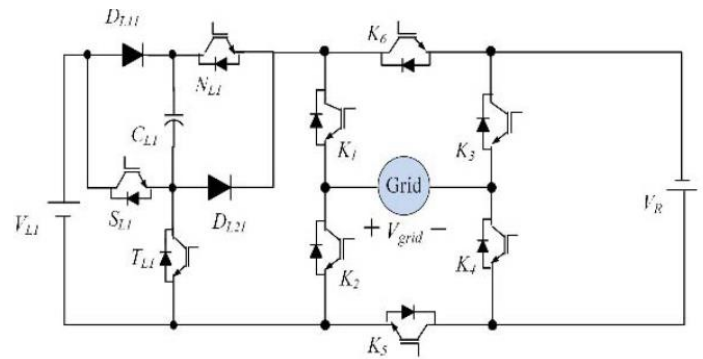 D_{L11}
N_{L1}
K_6
C_{L1}
K_1
K_3
Grid
V_{L1}
S_{L1}
D_{L21}
+ V_{grid} −
V_R
T_{L1}
K_2
K_4
K_5